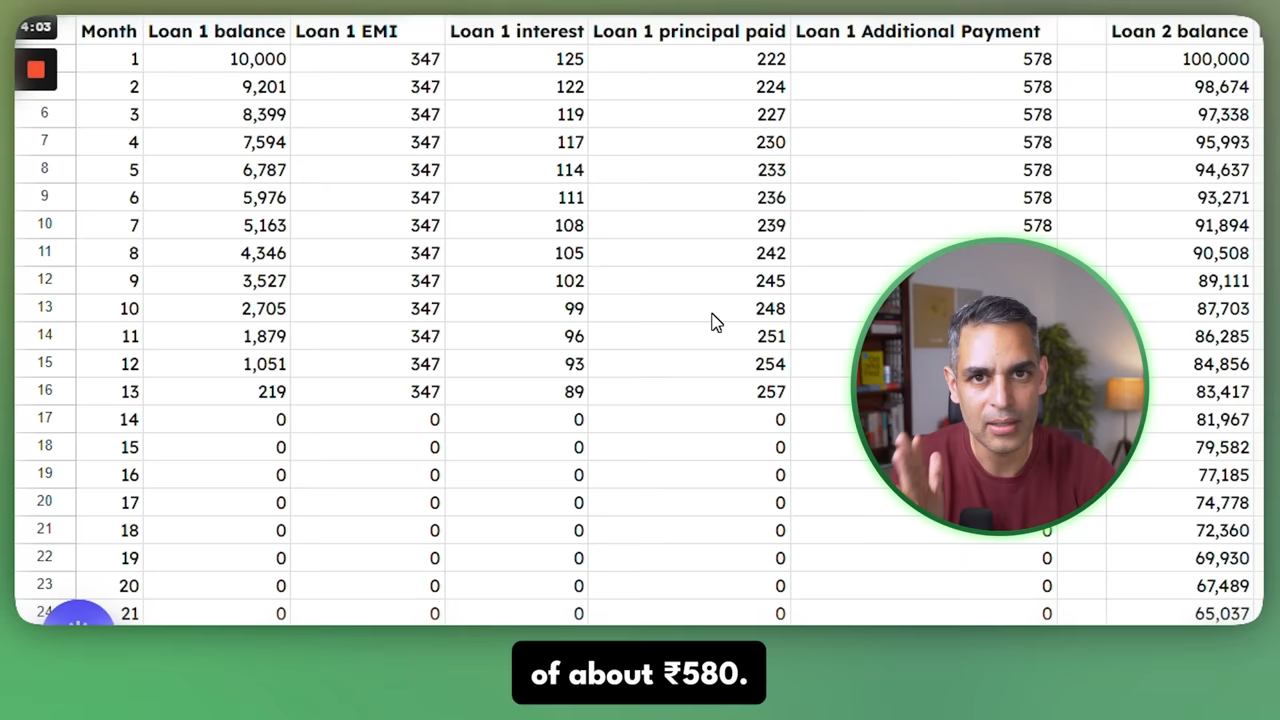 4:03
Month Loan 1 balance Loan 1 EMI Loan 1 interest Loan 1 principal paid Loan 1 Additional Payment Loan 2 balance
1 10,000 347 125 222 578 100,000
2 9,201 347 122 224 578 98,674
6 3 8,399 347 119 227 578 97,338
7 4 7,594 347 117 230 578 95,993
8 5 6,787 347 114 233 578 94,637
9 6 5,976 347 111 236 578 93,271
10 7 5,163 347 108 239 578 91,894
11 8 4,346 347 105 242 90,508
12 9 3,527 347 102 245 89,111
13 10 2,705 347 99 248 87,703
14 11 1,879 347 96 251 86,285
15 12 1,051 347 93 254 84,856
16 13 219 347 89 257 83,417
17 14 0 0 0 0 81,967
18 15 0 0 0 0 79,582
19 16 0 0 0 0 77,185
20 17 0 0 0 0 74,778
21 18 0 0 0 0 0 72,360
22 19 0 0 0 0 0 69,930
23 20 0 0 0 0 0 67,489
24 21 0 0 0 0 0 65,037
of about ₹580.